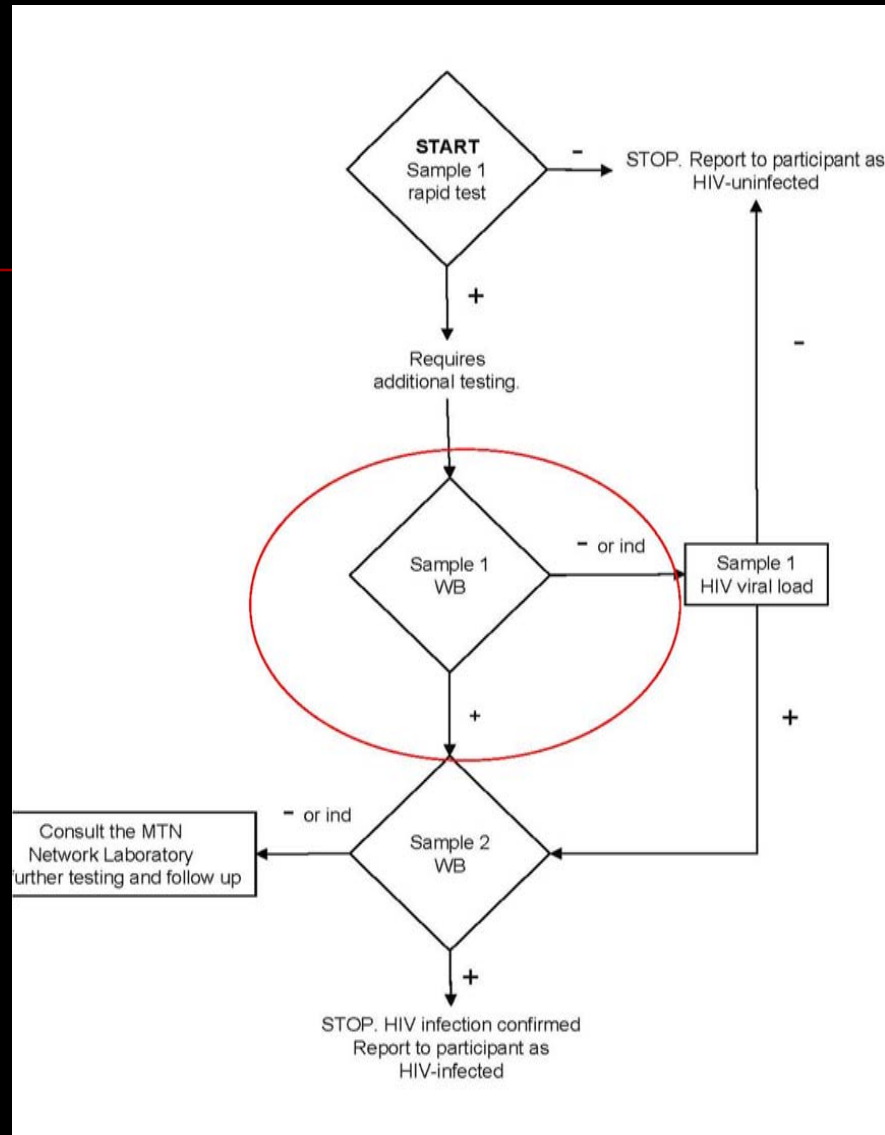 START
Sample 1
rapid test
-
STOP. Report to participant as
HIV-uninfected
+
Requires
additional testing.
-
Sample 1
WB
- or ind
Sample 1
HIV viral load
+
+
- or ind
Consult the MTN
Network Laboratory
urther testing and follow up
Sample 2
WB
+
STOP. HIV infection confirmed
Report to participant as
HIV-infected